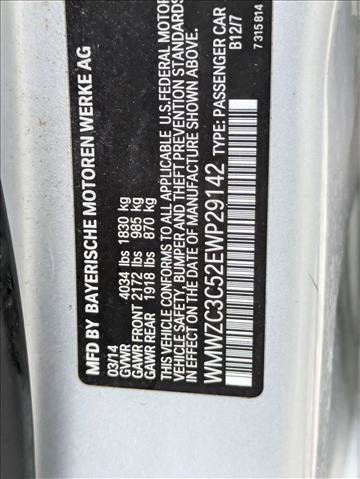 MFD BY BAYERISCHE MOTOREN WERKE AG
03/14
GVWR 4034 lbs 1830 kg
GAWR FRONT 2172 lbs 985 kg
GAWR REAR 1918 lbs 870 kg
THIS VEHICLE CONFORMS TO ALL APPLICABLE U.S. FEDERAL MOTOR
VEHICLE SAFETY, BUMPER AND THEFT PREVENTION STANDARDS
IN EFFECT ON THE DATE OF MANUFACTURE SHOWN ABOVE.
WMWZC3C52EWP29142 TYPE: PASSENGER CAR
B12/7
7 315 814